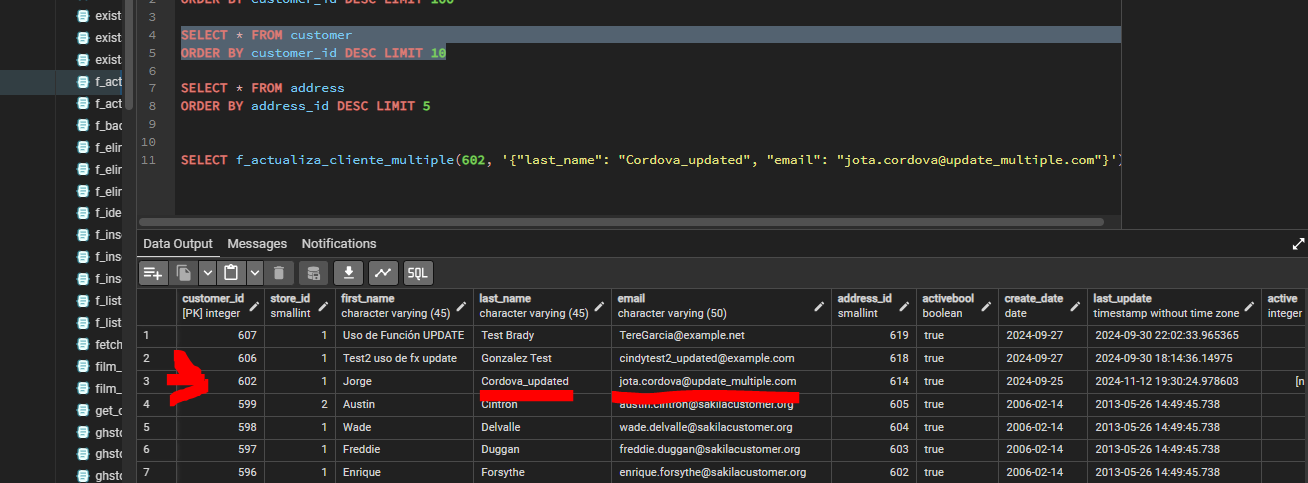 exist
exist
exist
f_act
f_act
f_bac
f_elin
f_elin
f_elin
f_ide
f_inse
f_inse
f_inse
f_list
f_list
fetch
film_
film_
get_c
ghsto
ghsto
ghsto
2 ORDER BY customer_id DESC LIMIT 100
3
4 SELECT * FROM customer
5 ORDER BY customer_id DESC LIMIT 10
6
7 SELECT * FROM address
8 ORDER BY address_id DESC LIMIT 5
9
10
11 SELECT f_actualiza_cliente_multiple(602, '{"last_name": "Cordova_updated", "email": "jota.cordova@update_multiple.com"}')
Data Output Messages Notifications
SQL
customer_id store_id first_name last_name email address_id activebool create_date last_update active
[PK] integer smallint character varying (45) character varying (45) character varying (50) smallint boolean date timestamp without time zone integer
1 607 1 Uso de Función UPDATE Test Brady TereGarcia@example.net 619 true 2024-09-27 2024-09-30 22:02:33.965365
2 606 1 Test2 uso de fx update Gonzalez Test cindytest2_updated@example.com 618 true 2024-09-27 2024-09-30 18:14:36.14975
3 602 1 Jorge Cordova_updated jota.cordova@update_multiple.com 614 true 2024-09-25 2024-11-12 19:30:24.978603 [n
4 599 2 Austin Cintron austin.cintron@sakilacustomer.org 605 true 2006-02-14 2013-05-26 14:49:45.738
5 598 1 Wade Delvalle wade.delvalle@sakilacustomer.org 604 true 2006-02-14 2013-05-26 14:49:45.738
6 597 1 Freddie Duggan freddie.duggan@sakilacustomer.org 603 true 2006-02-14 2013-05-26 14:49:45.738
7 596 1 Enrique Forsythe enrique.forsythe@sakilacustomer.org 602 true 2006-02-14 2013-05-26 14:49:45.738